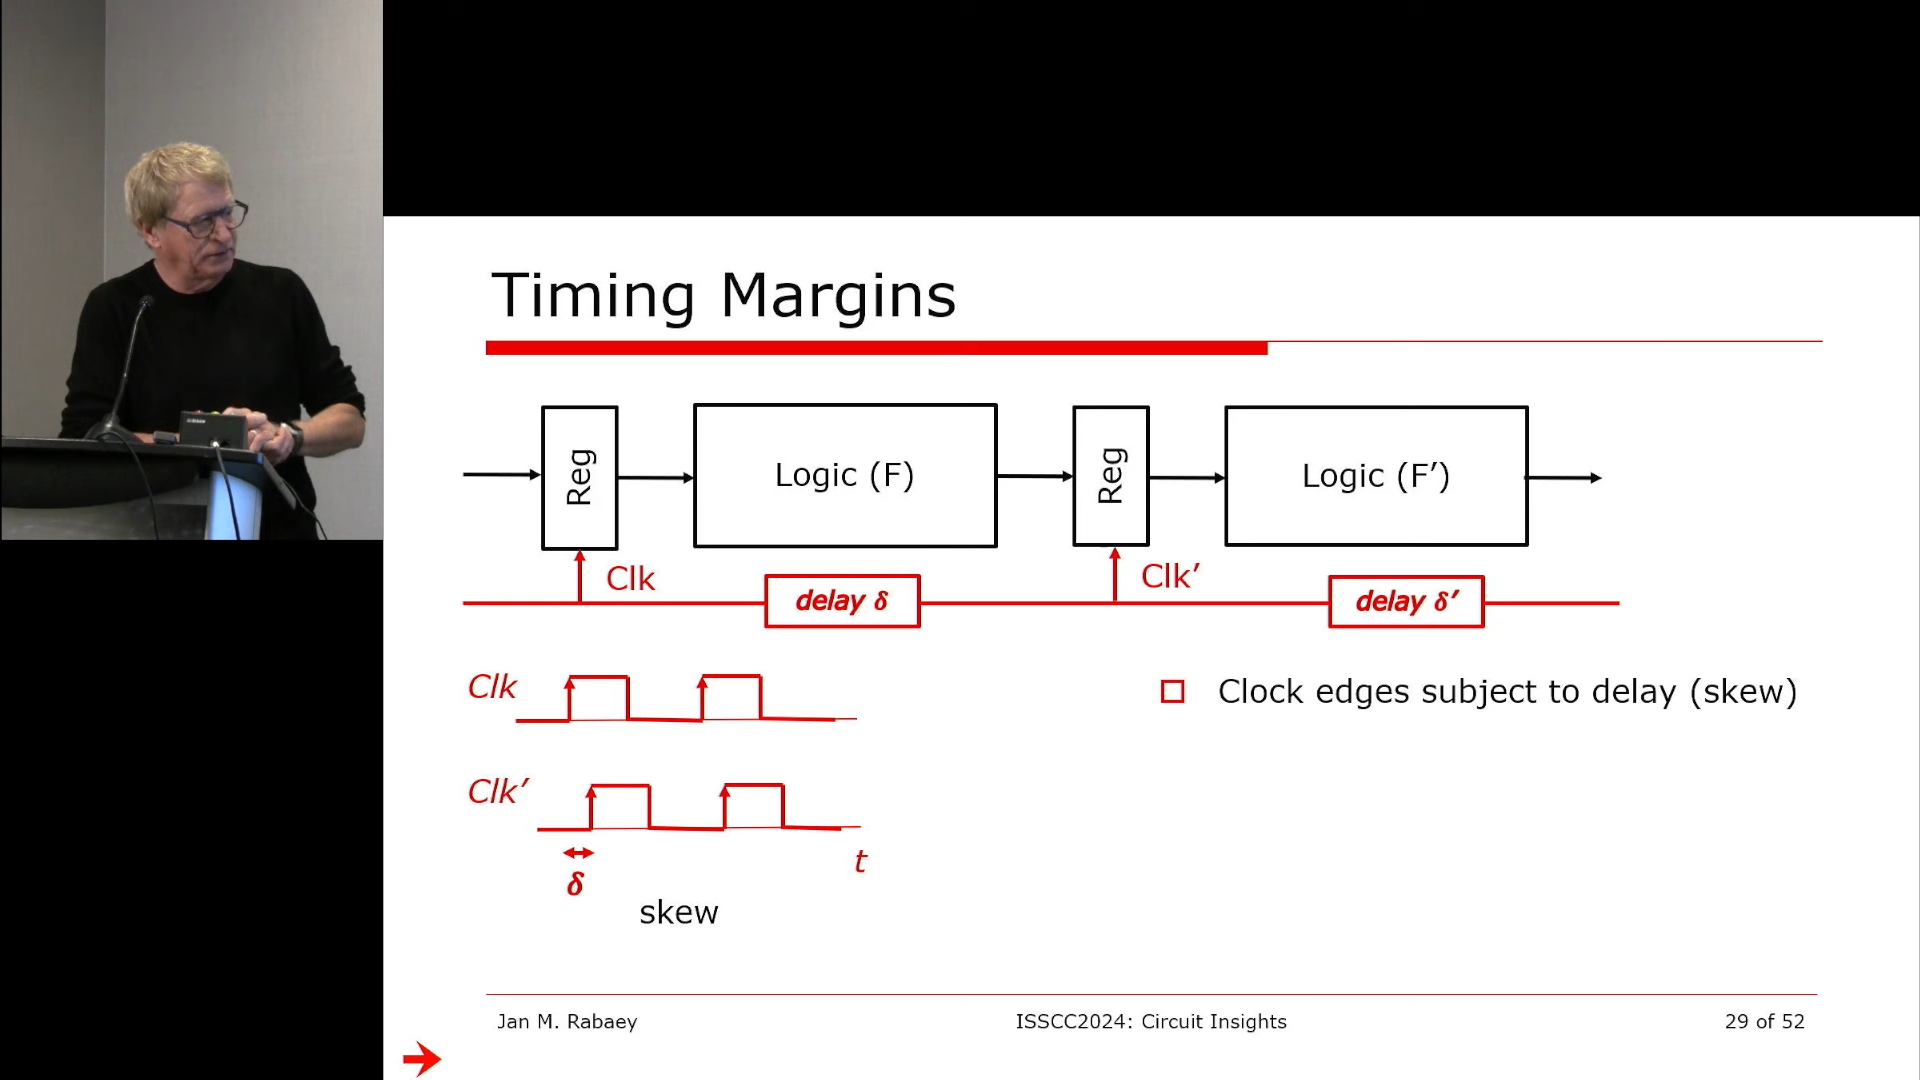 Timing Margins
Reg
Logic (F)
Reg
Logic (F’)
Clk
Clk’
delay δ
delay δ’
Clk
Clock edges subject to delay (skew)
Clk’
t
δ
skew
Jan M. Rabaey
ISSCC2024: Circuit Insights
29 of 52